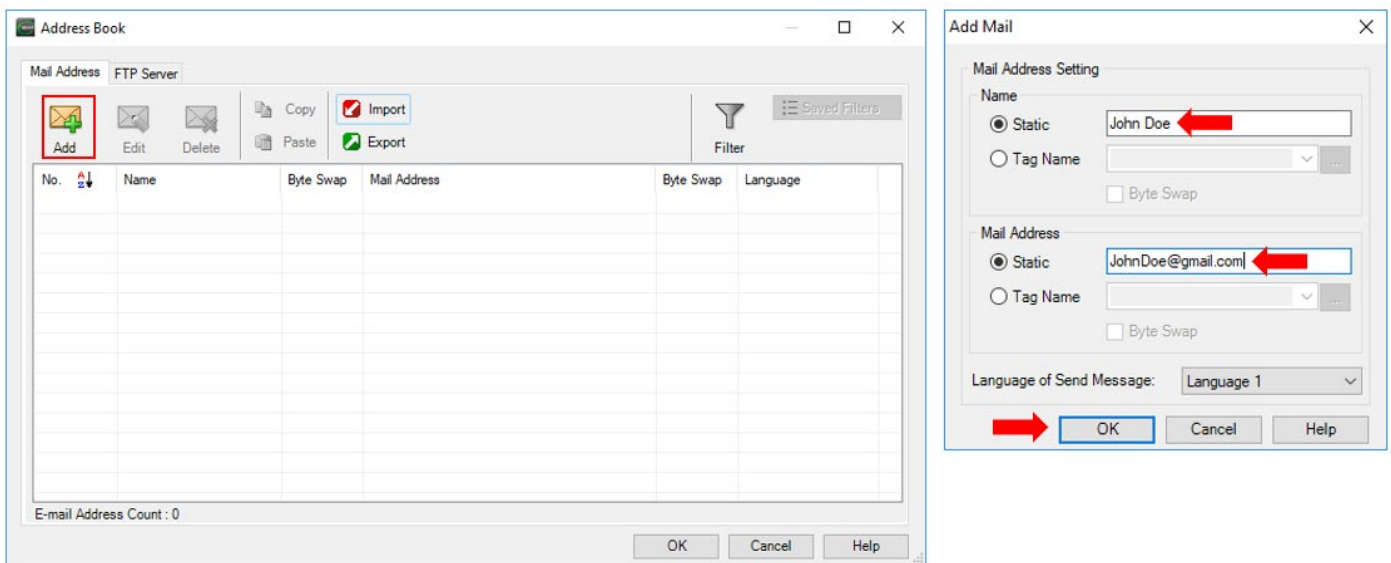 Address Book
Mail Address FTP Server
Add
Edit
Delete
Copy
Paste
Import
Export
Filter
Saved Filters
No. Name Byte Swap Mail Address Byte Swap Language
E-mail Address Count : 0
OK Cancel Help
Add Mail
Mail Address Setting
Name
Static John Doe
Tag Name ...
Byte Swap
Mail Address
Static JohnDoe@gmail.com
Tag Name ...
Byte Swap
Language of Send Message: Language 1
OK Cancel Help